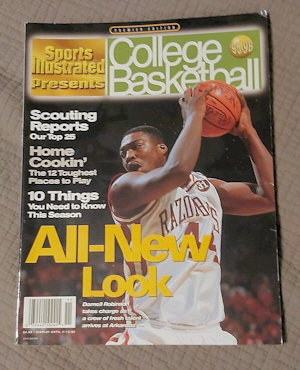 PREMIER EDITION
Sports
Illustrated
Presents
College
Basketball
95-96
Scouting
Reports
Our Top 25
Home
Cookin'
The 12 Toughest
Places to Play
10 Things
You Need to Know
This Season
RAZORB
All-New
Look
Darnell Robinson
takes charge as
a crew of fresh talent
arrives at Arkansas